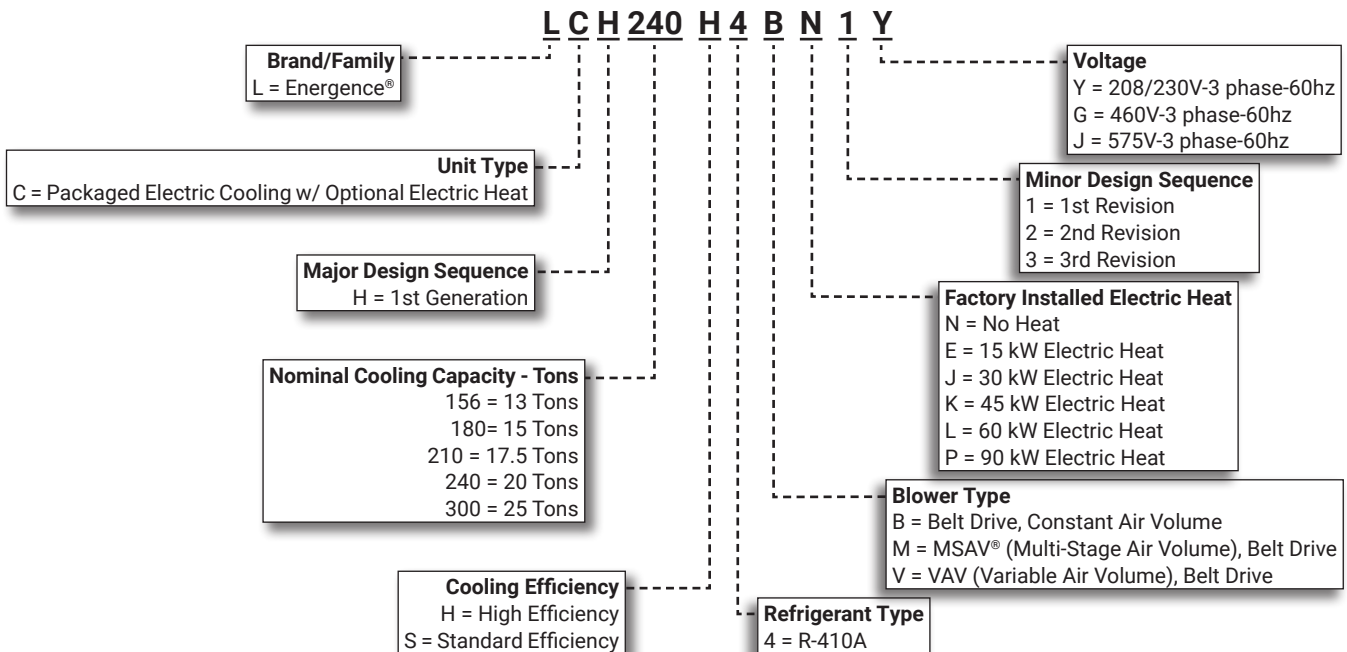 L C H 240 H 4 B N 1 Y
Brand/Family
L = Energence®
Unit Type
C = Packaged Electric Cooling w/ Optional Electric Heat
Major Design Sequence
H = 1st Generation
Nominal Cooling Capacity - Tons
156 = 13 Tons
180= 15 Tons
210 = 17.5 Tons
240 = 20 Tons
300 = 25 Tons
Cooling Efficiency
H = High Efficiency
S = Standard Efficiency
Voltage
Y = 208/230V-3 phase-60hz
G = 460V-3 phase-60hz
J = 575V-3 phase-60hz
Minor Design Sequence
1 = 1st Revision
2 = 2nd Revision
3 = 3rd Revision
Factory Installed Electric Heat
N = No Heat
E = 15 kW Electric Heat
J = 30 kW Electric Heat
K = 45 kW Electric Heat
L = 60 kW Electric Heat
P = 90 kW Electric Heat
Blower Type
B = Belt Drive, Constant Air Volume
M = MSAV® (Multi-Stage Air Volume), Belt Drive
V = VAV (Variable Air Volume), Belt Drive
Refrigerant Type
4 = R-410A